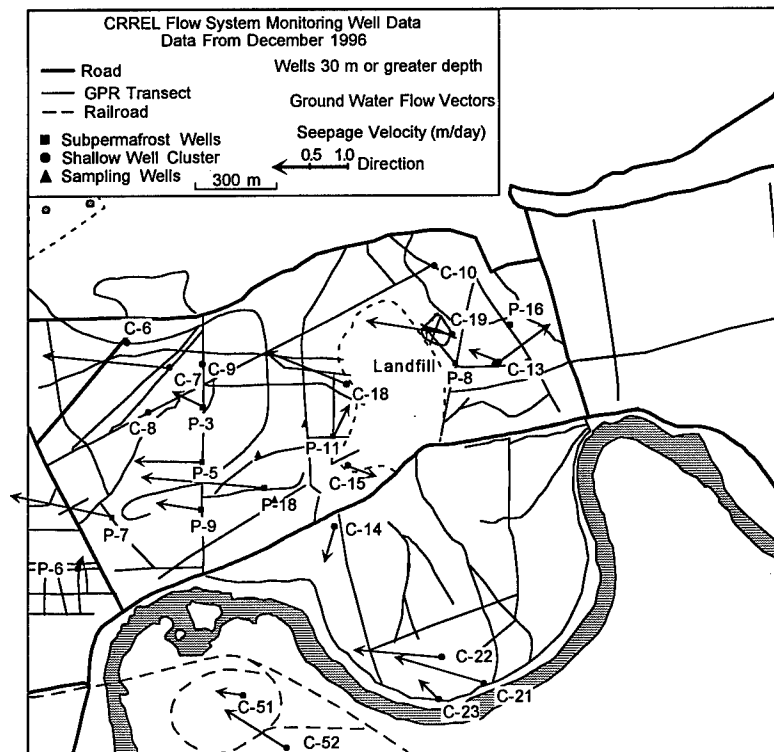 CRREL Flow System Monitoring Well Data
Data From December 1996
Road
Wells 30 m or greater depth
GPR Transect
Ground Water Flow Vectors
Railroad
Seepage Velocity (m/day)
Subpermafrost Wells
0.5 1.0 Direction
Shallow Well Cluster
Sampling Wells
300 m
C-10
P-16
C-6
C-19
Landfill
C-13
C-7
C-9
P-8
C-18
C-8
P-3
P-11
P-5
C-15
P-18
P-9
P-7
C-14
P-6
C-22
C-21
C-51
C-23
C-52